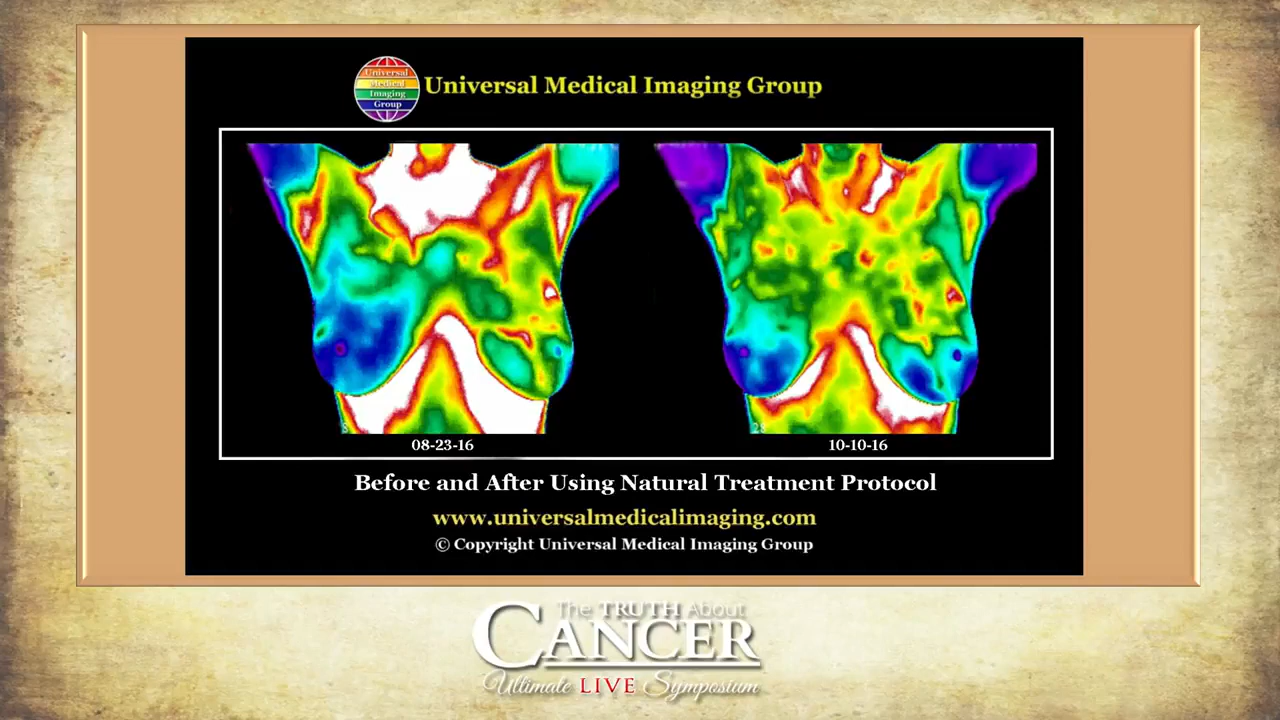 Universal
Medical
Imaging
Group
Universal Medical Imaging Group
08-23-16
10-10-16
Before and After Using Natural Treatment Protocol
www.universalmedicalimaging.com
© Copyright Universal Medical Imaging Group
The TRUTH About
CANCER
Ultimate LIVE Symposium